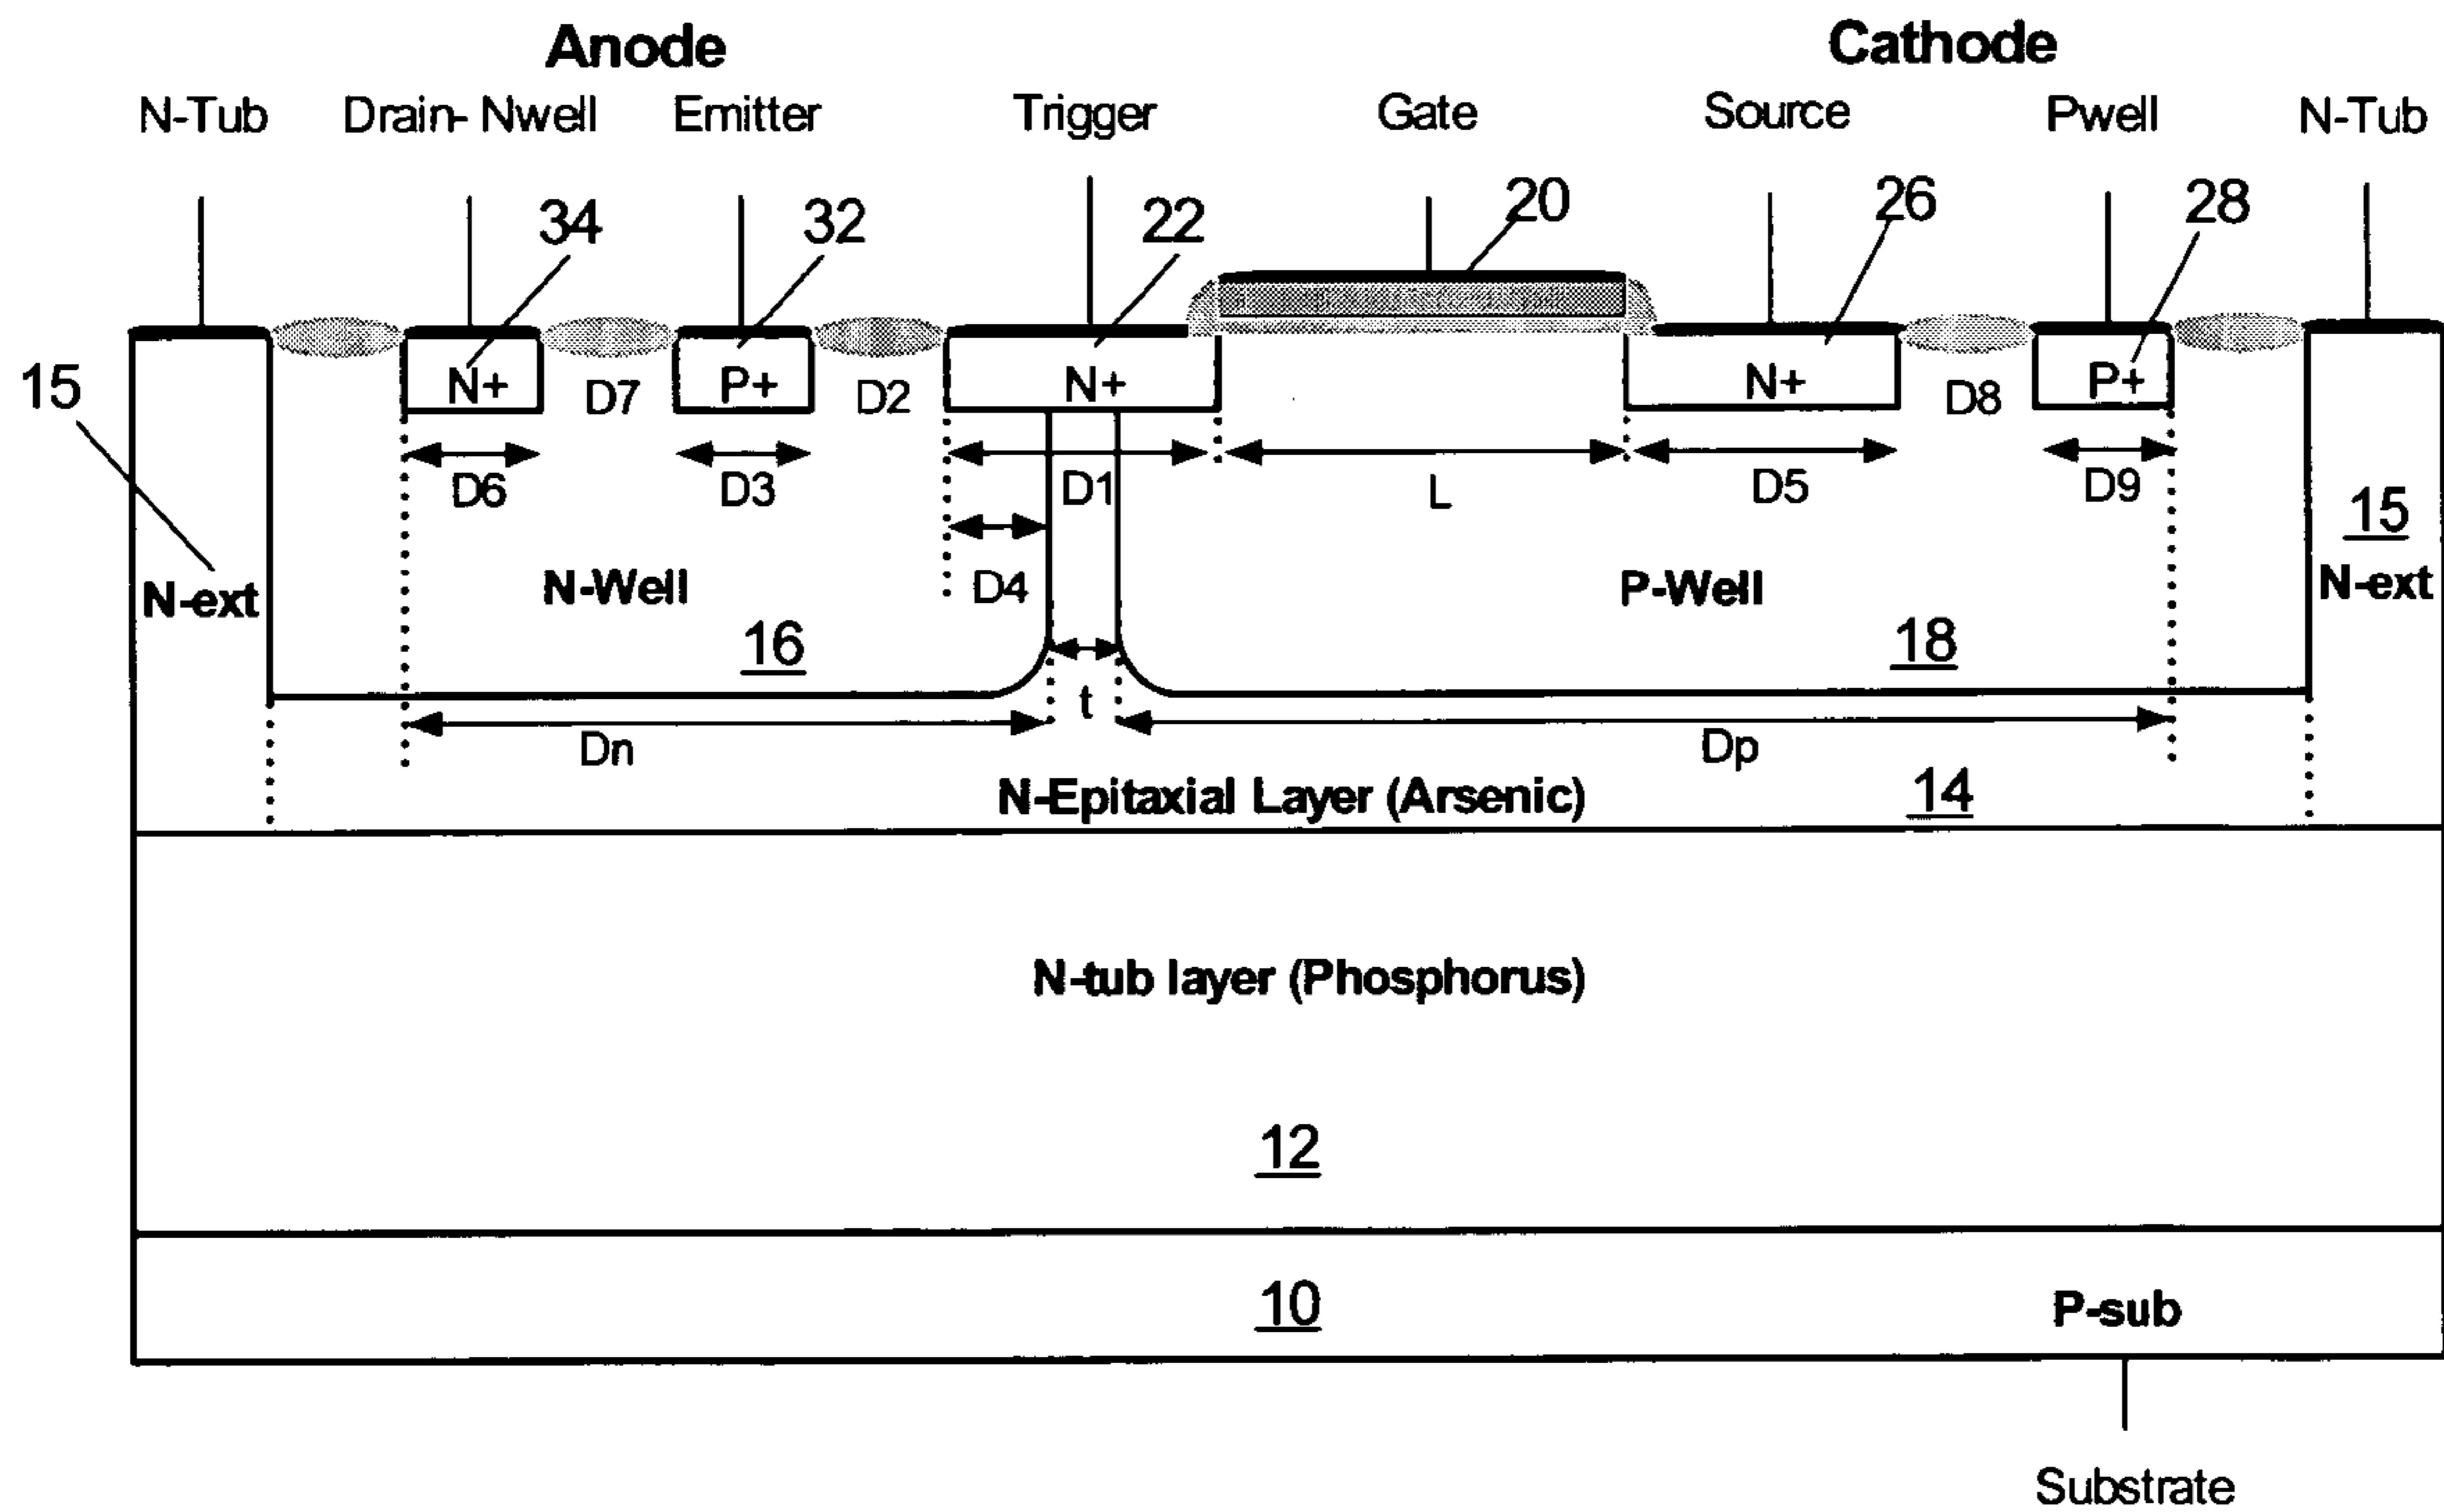 Anode Cathode
N-Tub Drain- Nwell Emitter Trigger Gate Source Pwell N-Tub
34 32 22 20 26 28
15 N+ D7 P+ D2 N+ N+ D8 P+
D6 D3 D1 L D5 D9
15
N-ext N-Well D4 P-Well N-ext
16 18
t
Dn Dp
N-Epitaxial Layer (Arsenic) 14
N-tub layer (Phosphorus)
12
10 P-sub
Substrate